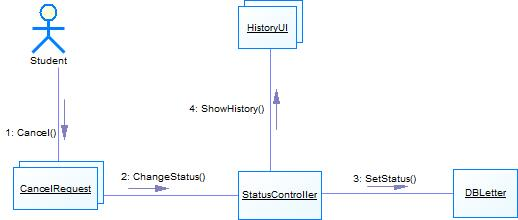 HistoryUI
Student
4: ShowHistory()
1: Cancel()
2: ChangeStatus()
3: SetStatus()
CancelRequest
StatusController
DBLetter